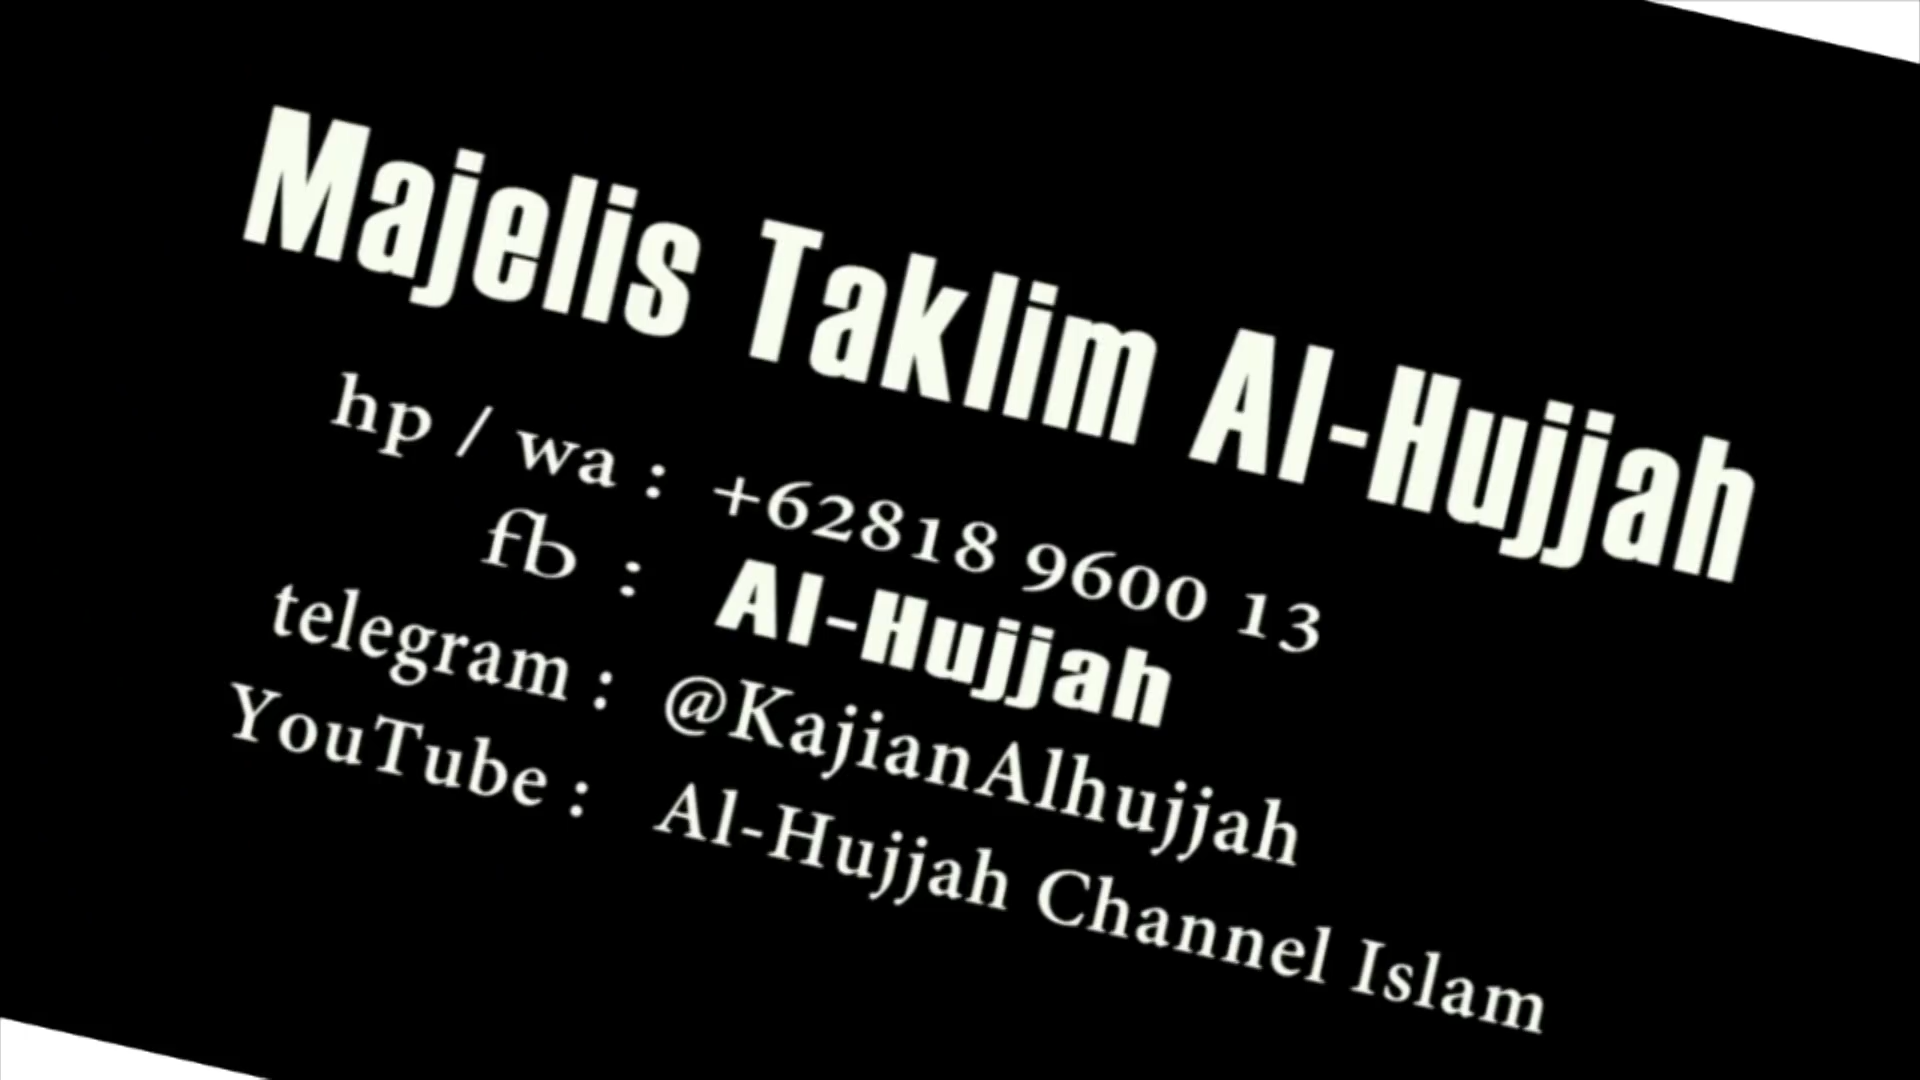 Majelis Taklim Al-Hujjah
hp / wa : +62818 9600 13
fb : Al-Hujjah
telegram : @KajianAlhujjah
YouTube : Al-Hujjah Channel Islam